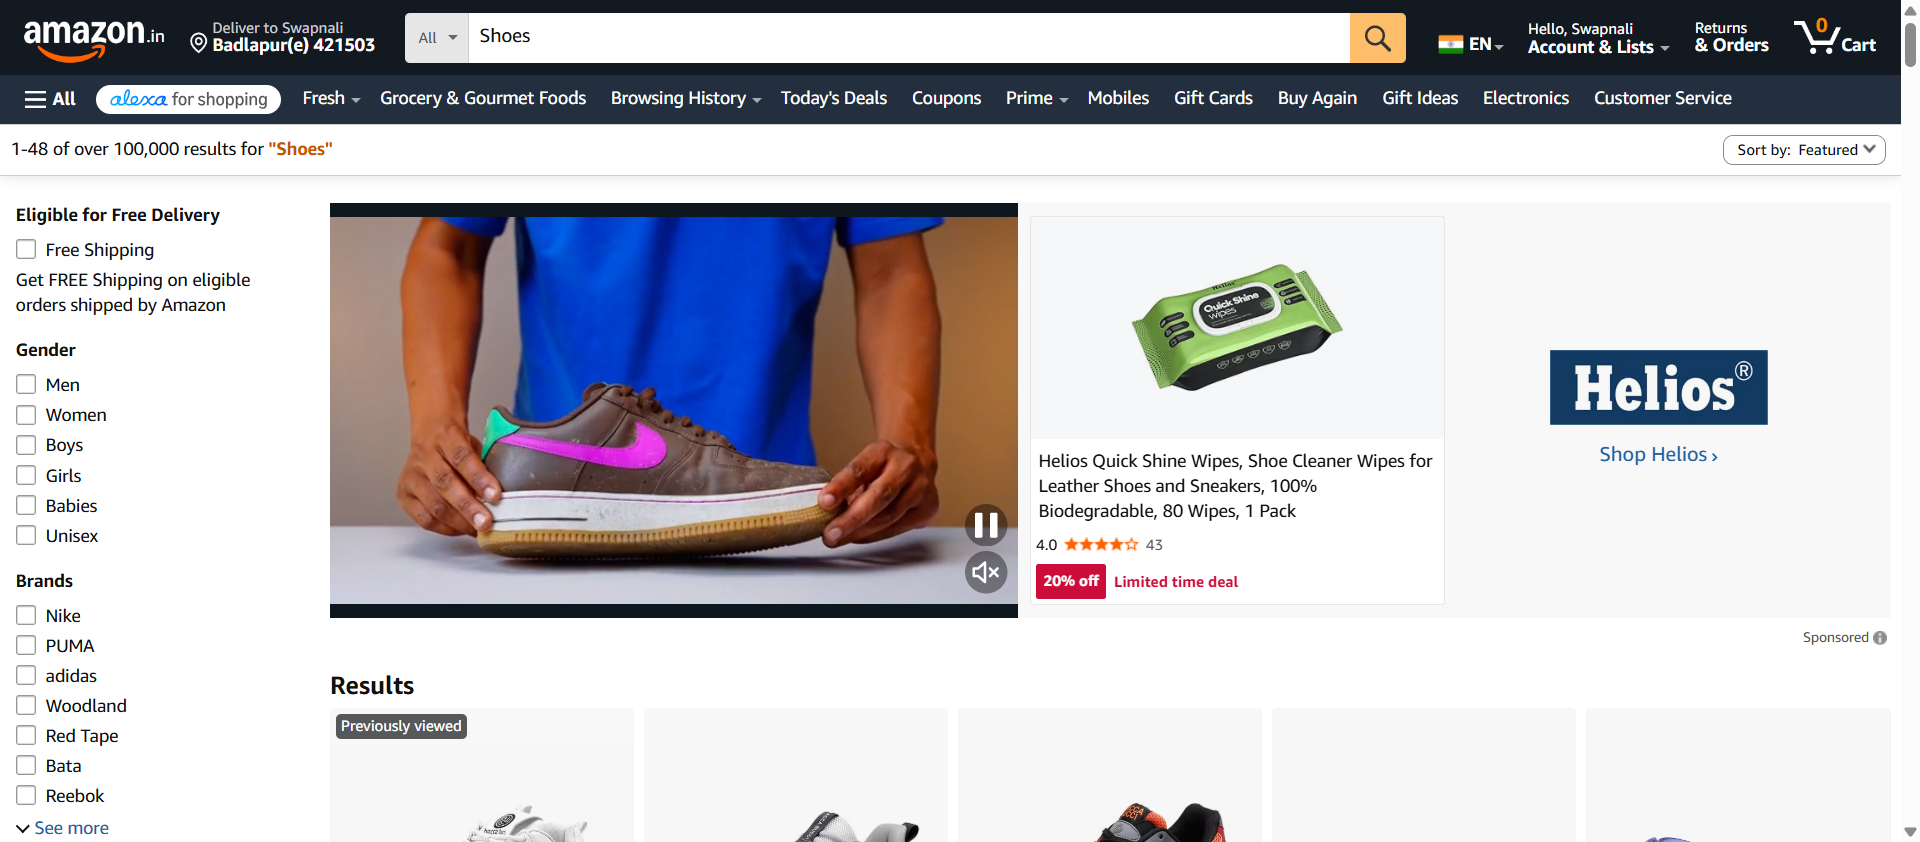 amazon.in
Deliver to Swapnali
Badlapur(e) 421503
All
Shoes
EN
Hello, Swapnali
Account & Lists
Returns
& Orders
0
Cart
All
alexa for shopping
Fresh
Grocery & Gourmet Foods
Browsing History
Today's Deals
Coupons
Prime
Mobiles
Gift Cards
Buy Again
Gift Ideas
Electronics
Customer Service
1-48 of over 100,000 results for "Shoes"
Sort by: Featured
Eligible for Free Delivery
Free Shipping
Get FREE Shipping on eligible
orders shipped by Amazon
Gender
Men
Women
Boys
Girls
Babies
Unisex
Brands
Nike
PUMA
adidas
Woodland
Red Tape
Bata
Reebok
See more
Helios
Quick Shine
wipes
Helios Quick Shine Wipes, Shoe Cleaner Wipes for
Leather Shoes and Sneakers, 100%
Biodegradable, 80 Wipes, 1 Pack
4.0
43
20% off
Limited time deal
Helios®
Shop Helios ›
Sponsored
Results
Previously viewed